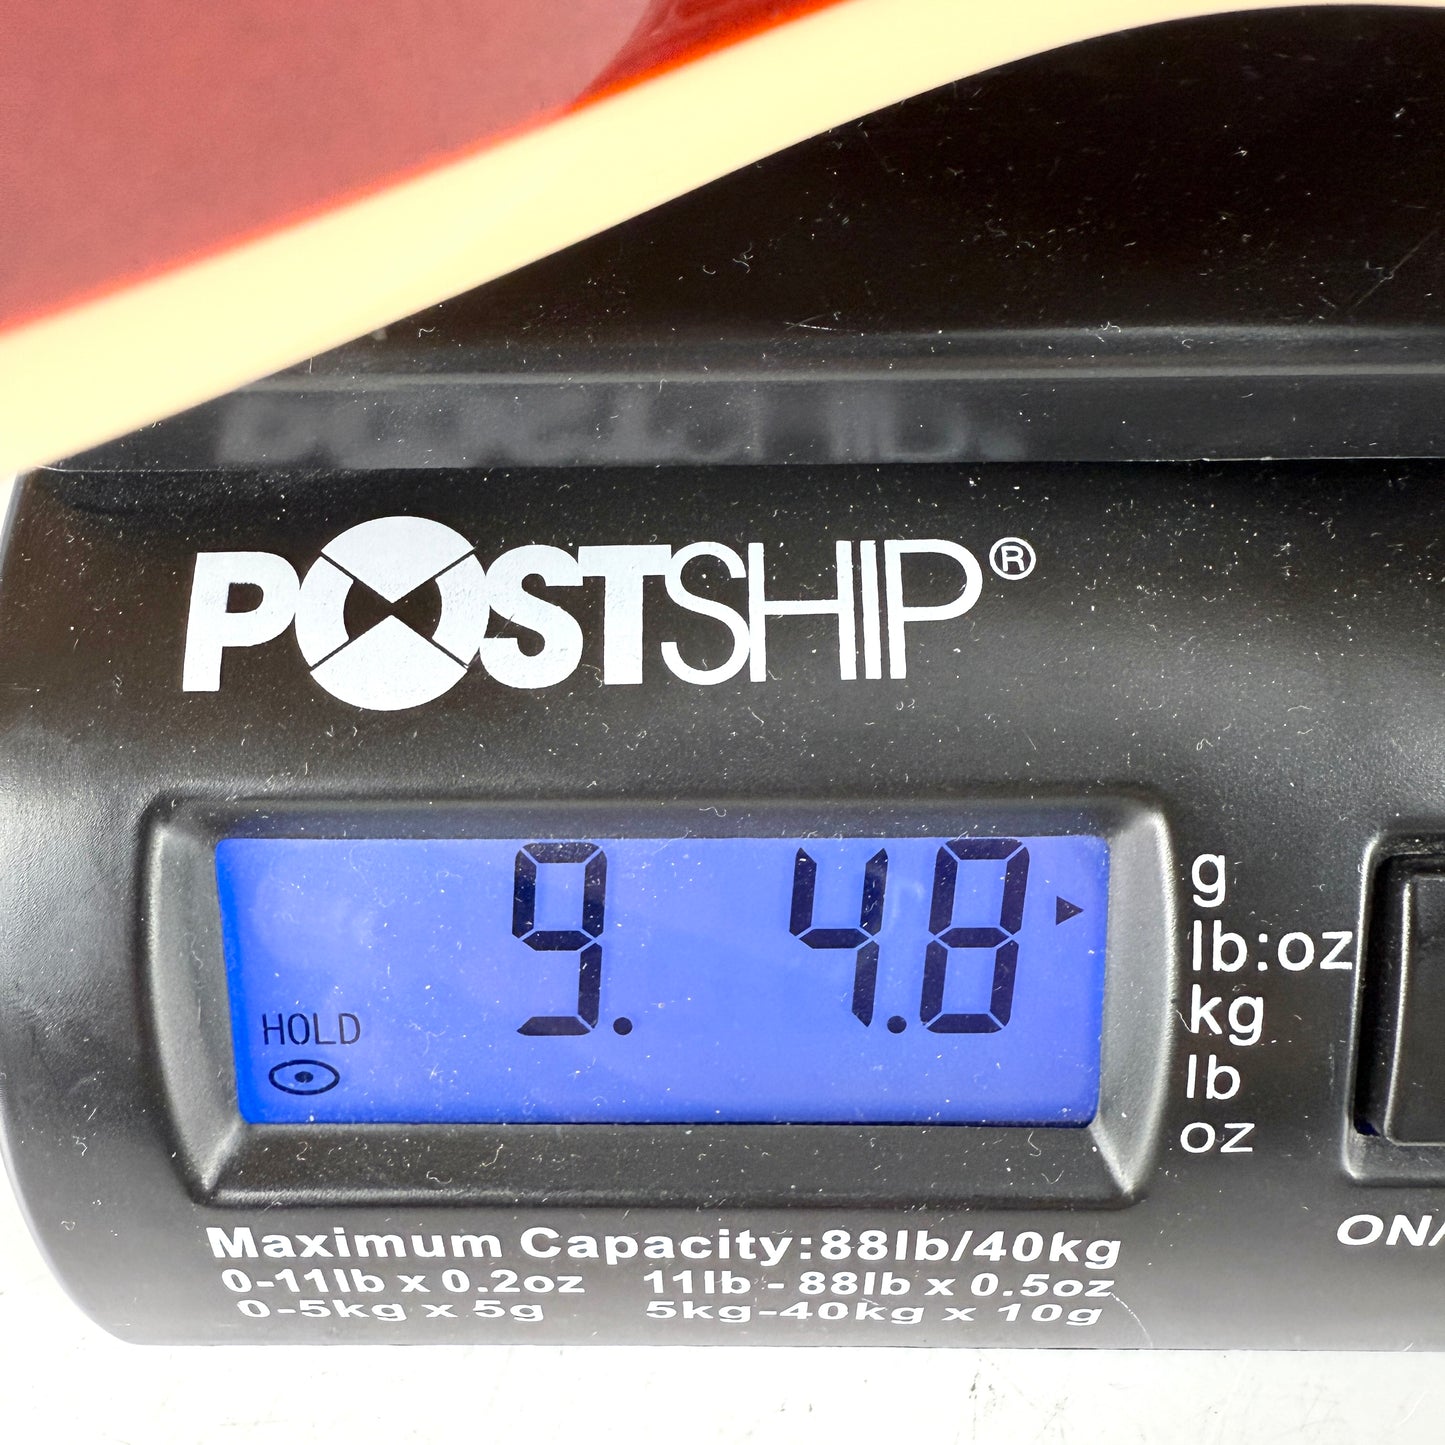 POSTSHIP®
9. 4.8
HOLD
g
lb:oz
kg
lb
oz
ON/
Maximum Capacity:88lb/40kg
0-11lb x 0.2oz 11lb - 88lb x 0.5oz
0-5kg x 5g 5kg-40kg x 10g